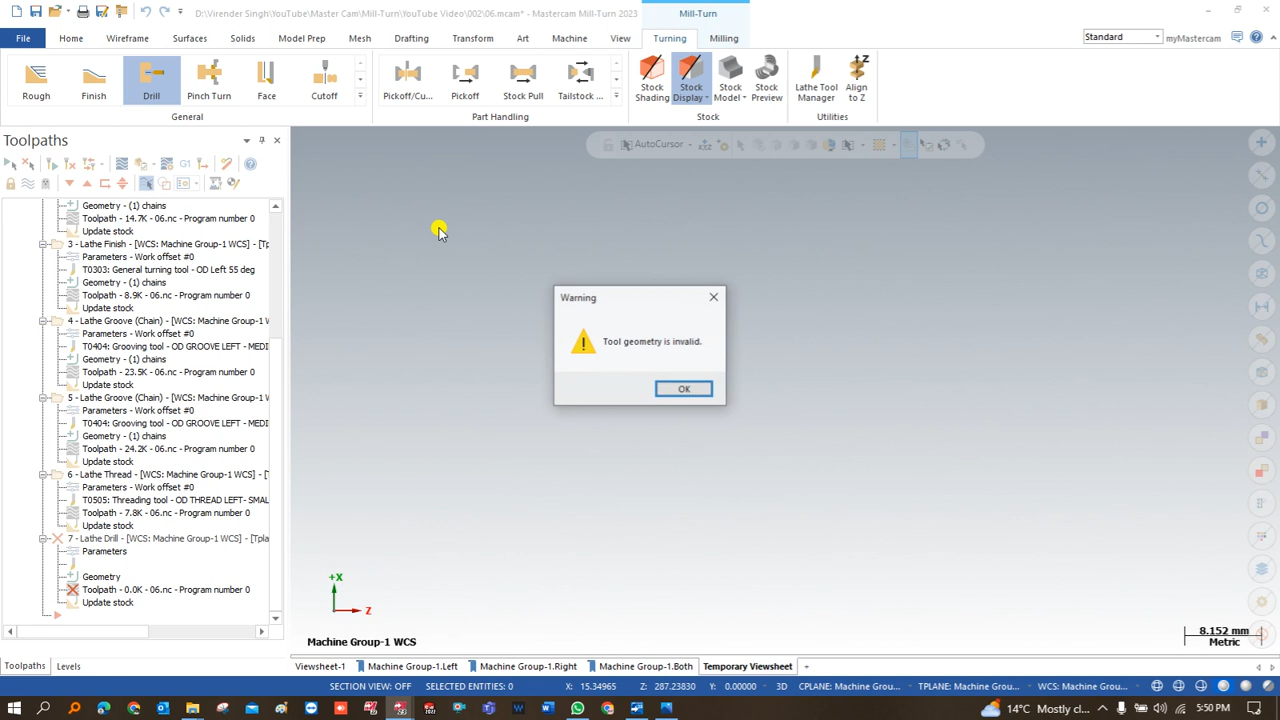 D:\Virender Singh\YouTube\Master Cam\Mill-Turn\YouTube Video\002\06.mcam* - Mastercam Mill-Turn 2023
Mill-Turn
File Home Wireframe Surfaces Solids Model Prep Mesh Drafting Transform Art Machine View Turning Milling
Standard
myMastercam
Rough Finish Drill Pinch Turn Face Cutoff
Pickoff/Cu... Pickoff Stock Pull Tailstock ...
Stock Shading
Stock Display
Stock Model
Stock Preview
Lathe Tool Manager
Align to Z
General Part Handling Stock Utilities
Toolpaths
AutoCursor
Geometry - (1) chains
Toolpath - 14.7K - 06.nc - Program number 0
Update stock
3 - Lathe Finish - [WCS: Machine Group-1 WCS] - [Tp
Parameters - Work offset #0
T0303: General turning tool - OD Left 55 deg
Geometry - (1) chains
Toolpath - 8.9K - 06.nc - Program number 0
Update stock
4 - Lathe Groove (Chain) - [WCS: Machine Group-1 W
Parameters - Work offset #0
T0404: Grooving tool - OD GROOVE LEFT - MEDI
Geometry - (1) chains
Toolpath - 23.5K - 06.nc - Program number 0
Update stock
5 - Lathe Groove (Chain) - [WCS: Machine Group-1 W
Parameters - Work offset #0
T0404: Grooving tool - OD GROOVE LEFT - MEDI
Geometry - (1) chains
Toolpath - 24.2K - 06.nc - Program number 0
Update stock
6 - Lathe Thread - [WCS: Machine Group-1 WCS] - [T
Parameters - Work offset #0
T0505: Threading tool - OD THREAD LEFT- SMAL
Toolpath - 7.8K - 06.nc - Program number 0
Update stock
7 - Lathe Drill - [WCS: Machine Group-1 WCS] - [Tpla
Parameters
Geometry
Toolpath - 0.0K - 06.nc - Program number 0
Update stock
Warning
Tool geometry is invalid.
OK
+X
Z
Machine Group-1 WCS
8.152 mm
Metric
Toolpaths Levels
Viewsheet-1 Machine Group-1.Left Machine Group-1.Right Machine Group-1.Both Temporary Viewsheet +
SECTION VIEW: OFF SELECTED ENTITIES: 0 X: 15.34965 Z: 287.23830 Y: 0.00000 3D CPLANE: Machine Grou... TPLANE: Machine Grou... WCS: Machine Grou...
14°C Mostly cl... 5:50 PM